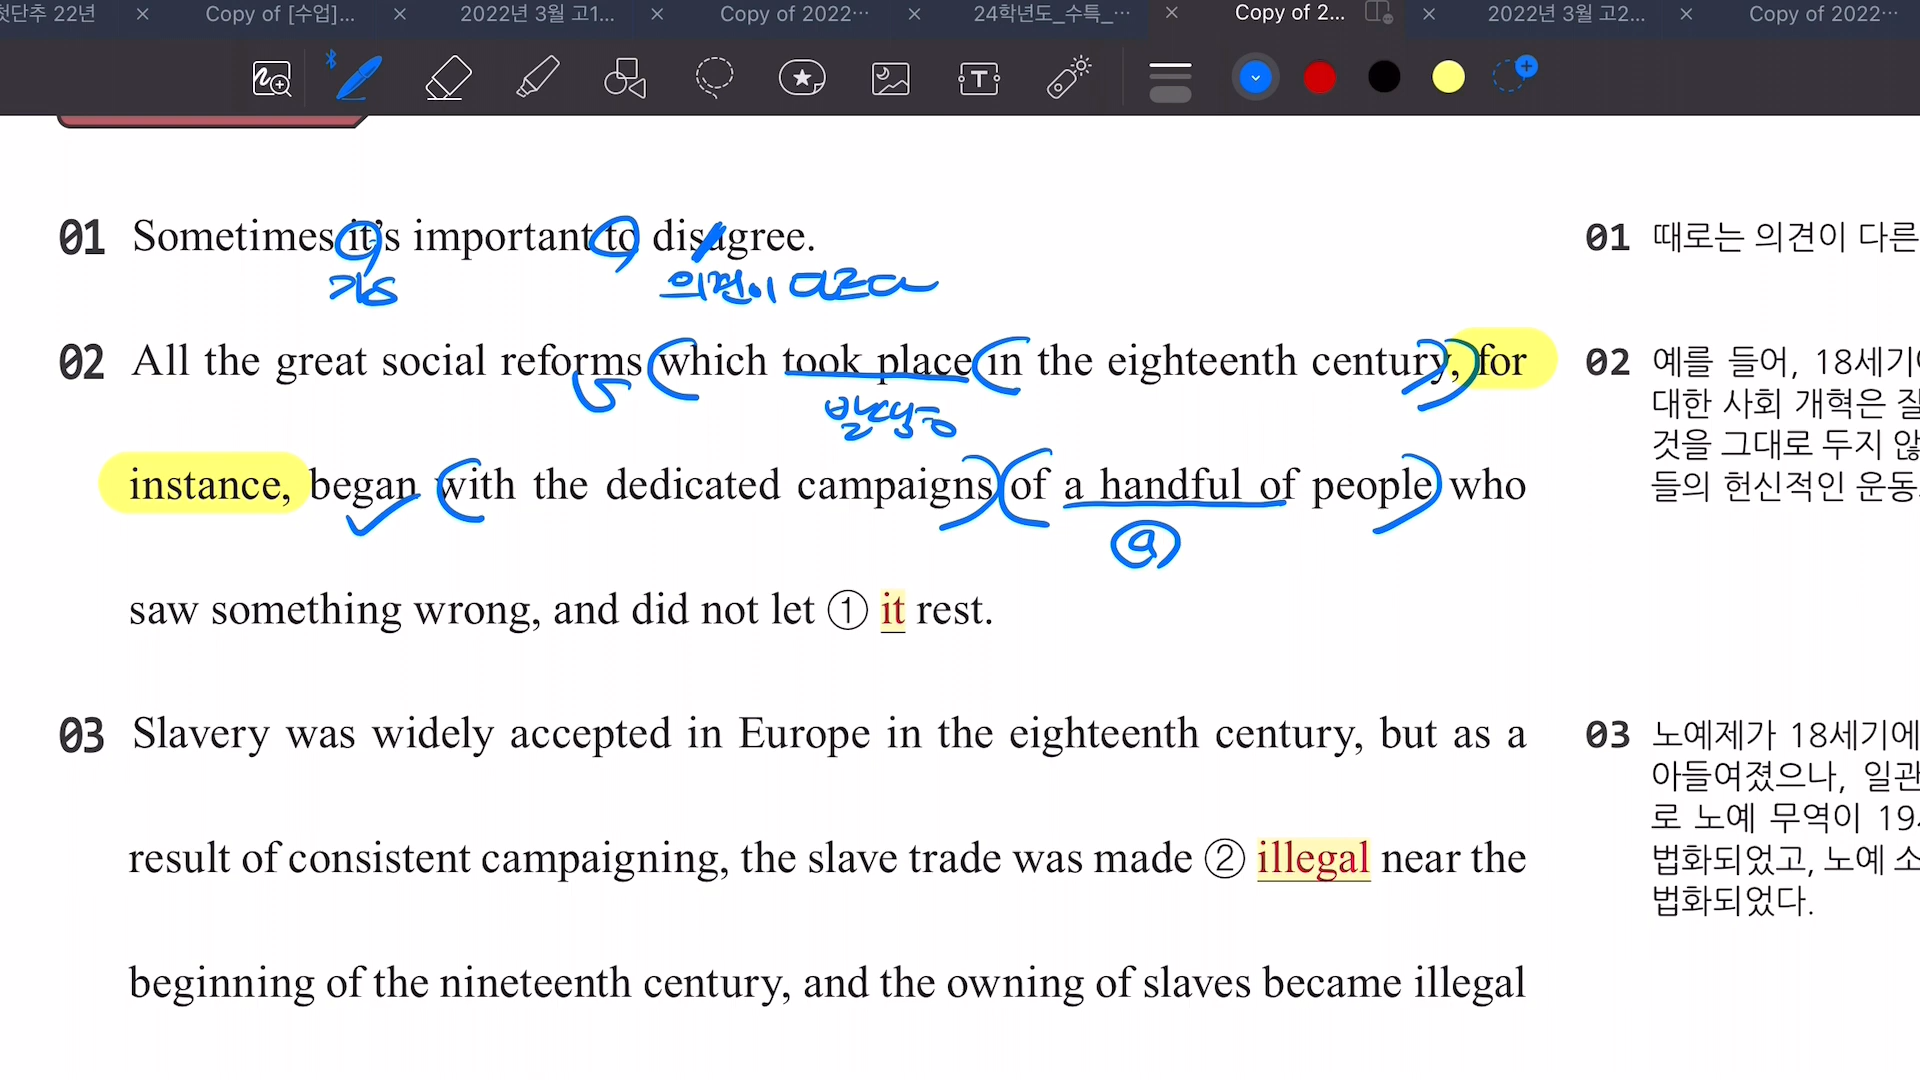 첫단추 22년
Copy of [수업]...
2022년 3월 고1...
Copy of 2022...
24학년도_수특_...
Copy of 2...
2022년 3월 고2...
Copy of 2022...
01 Sometimes it's important to disagree.
의견이 다르다
02 All the great social reforms which took place in the eighteenth century, for
발생
instance, began with the dedicated campaigns of a handful of people who
a
saw something wrong, and did not let ① it rest.
03 Slavery was widely accepted in Europe in the eighteenth century, but as a
result of consistent campaigning, the slave trade was made ② illegal near the
beginning of the nineteenth century, and the owning of slaves became illegal
01 때로는 의견이 다른
02 예를 들어, 18세기에
대한 사회 개혁은 잘
것을 그대로 두지 않
들의 헌신적인 운동
03 노예제가 18세기에
아들여졌으나, 일관
로 노예 무역이 19세
법화되었고, 노예 소
법화되었다.